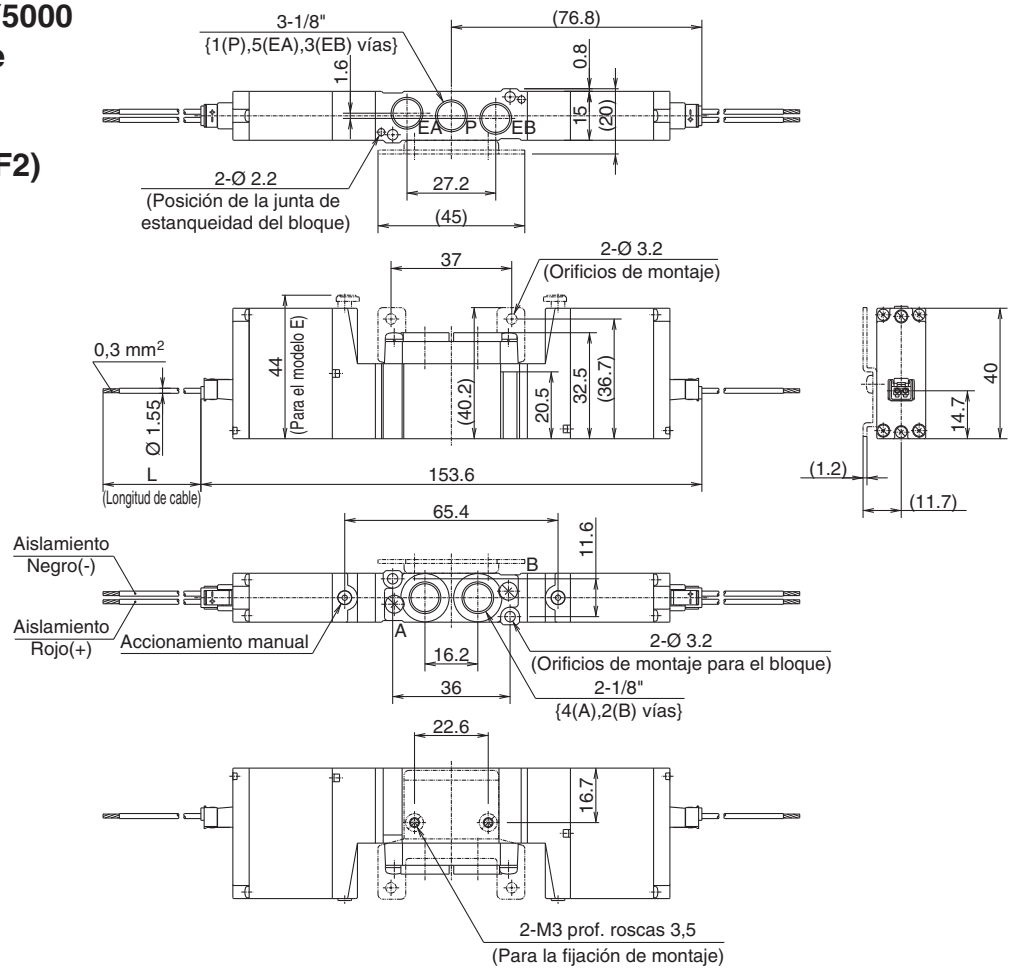 5000
e
F2)
3-1/8"
{1(P),5(EA),3(EB) vías}
(76.8)
1.6
0.8
15
(20)
EA
P
EB
2-Ø 2.2
(Posición de la junta de
estanqueidad del bloque)
27.2
(45)
37
2-Ø 3.2
(Orificios de montaje)
0,3 mm²
Ø 1.55
44
(Para el modelo E)
(40.2)
20.5
32.5
(36.7)
40
14.7
L
(Longitud de cable)
153.6
(1.2)
(11.7)
65.4
11.6
Aislamiento
Negro(-)
B
Aislamiento
Rojo(+)
Accionamiento manual
A
16.2
36
2-Ø 3.2
(Orificios de montaje para el bloque)
2-1/8"
{4(A),2(B) vías}
22.6
16.7
2-M3 prof. roscas 3,5
(Para la fijación de montaje)